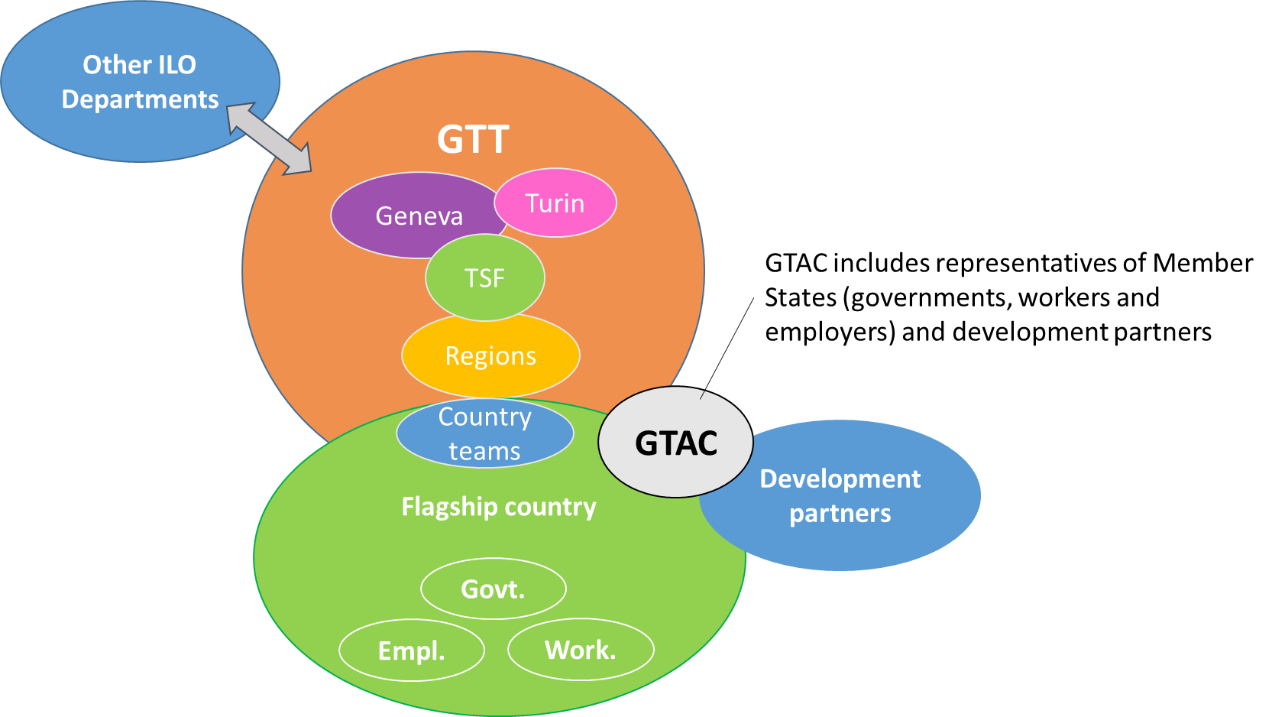 Other ILO
Departments
GTT
Geneva
Turin
TSF
Regions
GTAC includes representatives of Member
States (governments, workers and
employers) and development partners
Country
teams
GTAC
Development
partners
Flagship country
Govt.
Empl.
Work.